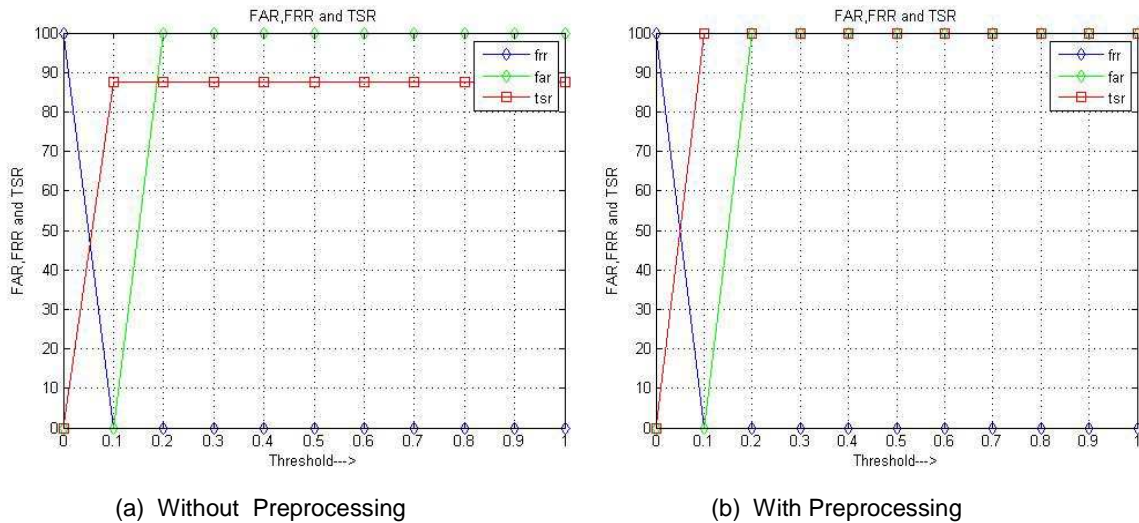 FAR,FRR and TSR
100
90
80
70
60
50
40
30
20
10
0
FAR,FRR and TSR
frr
far
tsr
0 0.1 0.2 0.3 0.4 0.5 0.6 0.7 0.8 0.9 1
Threshold--->
(a) Without Preprocessing
FAR,FRR and TSR
100
90
80
70
60
50
40
30
20
10
0
FAR,FRR and TSR
frr
far
tsr
0 0.1 0.2 0.3 0.4 0.5 0.6 0.7 0.8 0.9 1
Threshold--->
(b) With Preprocessing